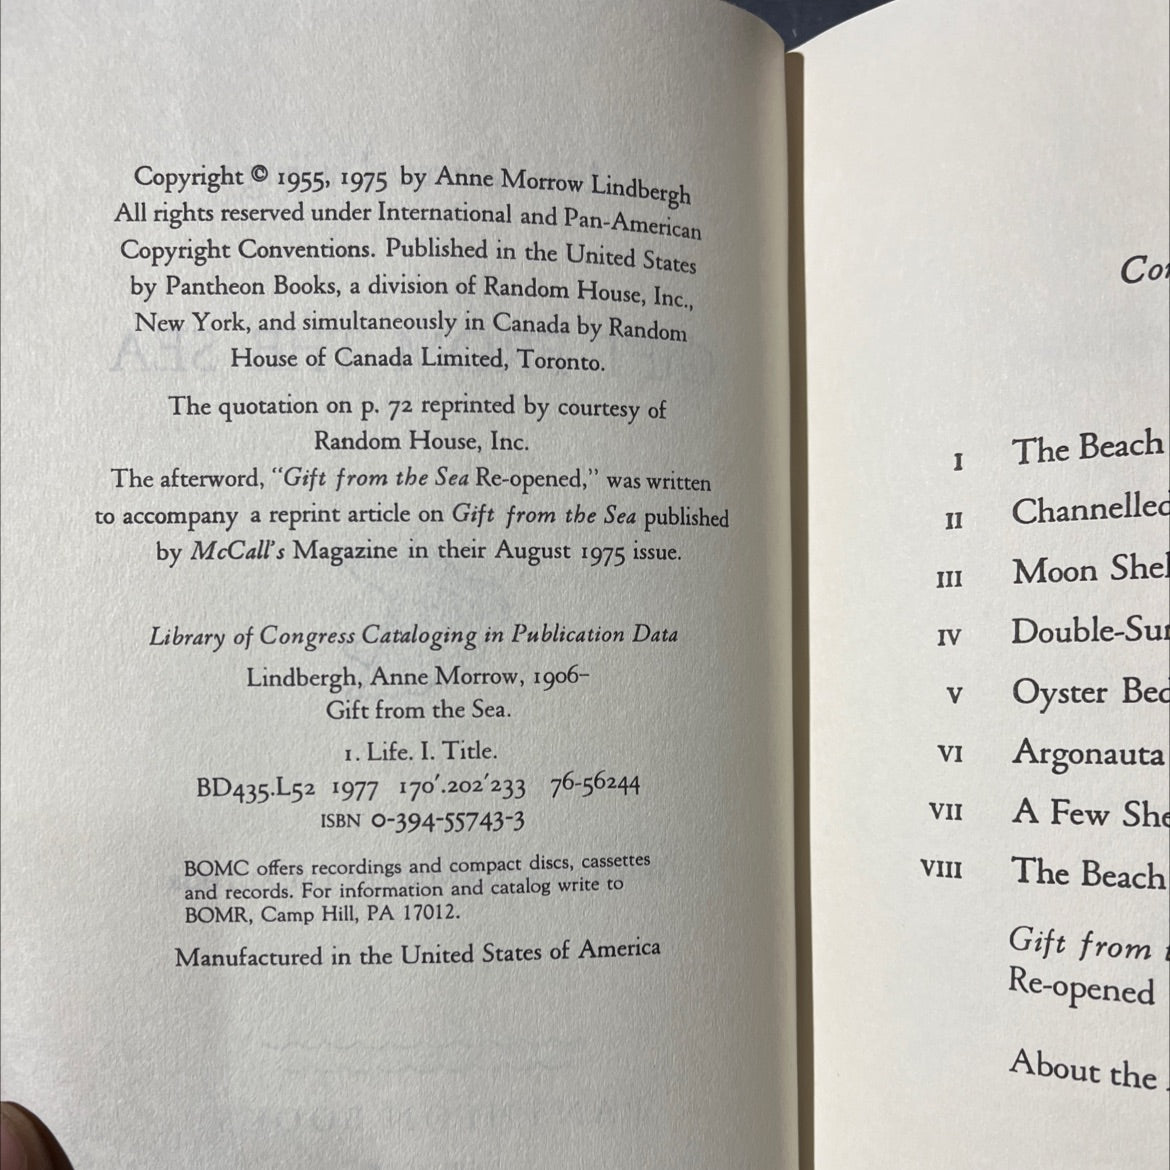 Copyright © 1955, 1975 by Anne Morrow Lindbergh
All rights reserved under International and Pan-American
Copyright Conventions. Published in the United States
by Pantheon Books, a division of Random House, Inc.,
New York, and simultaneously in Canada by Random
House of Canada Limited, Toronto.
The quotation on p. 72 reprinted by courtesy of
Random House, Inc.
The afterword, “Gift from the Sea Re-opened,” was written
to accompany a reprint article on Gift from the Sea published
by McCall’s Magazine in their August 1975 issue.
Library of Congress Cataloging in Publication Data
Lindbergh, Anne Morrow, 1906–
Gift from the Sea.
1. Life. I. Title.
BD435.L52 1977 170′.202′233 76-56244
ISBN 0-394-55743-3
BOMC offers recordings and compact discs, cassettes
and records. For information and catalog write to
BOMR, Camp Hill, PA 17012.
Manufactured in the United States of America
I The Beach
II Channelled
III Moon
IV
V Oyster
VI Argonauta
VII A Few
VIII The Beach
Gift from
Re-opened
About the